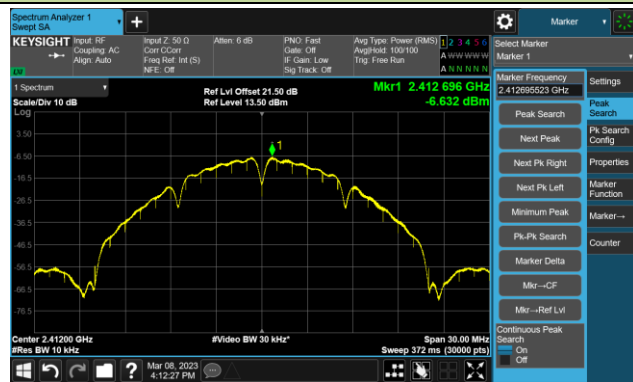 Spectrum Analyzer 1
Swept SA
+
Marker
KEYSIGHT
Input: RF
Coupling: AC
Align: Auto
Input Z: 50 Ω
Corr CCorr
Freq Ref: Int (S)
NFE: Off
Atten: 6 dB
PNO: Fast
Gate: Off
IF Gain: Low
Sig Track: Off
Avg Type: Power (RMS)
Avg|Hold: 100/100
Trig: Free Run
1 2 3 4 5 6
A W W W W W
A N N N N N
Select Marker
Marker 1
LXI
1 Spectrum
Scale/Div 10 dB
Log
Ref Lvl Offset 21.50 dB
Ref Level 13.50 dBm
Mkr1 2.412 696 GHz
-6.632 dBm
3.50
-6.50
-16.5
-26.5
-36.5
-46.5
-56.5
-66.5
-76.5
1
Center 2.41200 GHz
#Res BW 10 kHz
#Video BW 30 kHz*
Span 30.00 MHz
Sweep 372 ms (30000 pts)
Marker Frequency
2.412695523 GHz
Peak Search
Next Peak
Next Pk Right
Next Pk Left
Minimum Peak
Pk-Pk Search
Marker Delta
Mkr→CF
Mkr→Ref Lvl
Continuous Peak
Search
On
Off
Settings
Peak
Search
Pk Search
Config
Properties
Marker
Function
Marker→
Counter
?
Mar 08, 2023
4:12:27 PM